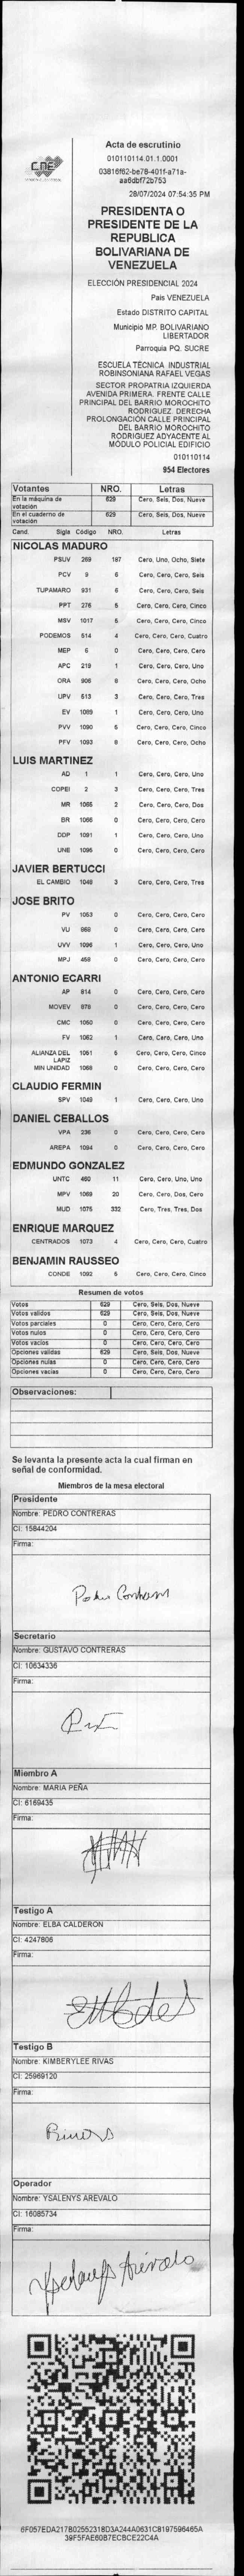 CNE
Acta de escrutinio
010110114.01.1.0001
03816f62-be78-401f-a71a-
aa6dbf72b753
28/07/2024 07:54:35 PM
PRESIDENTA O
PRESIDENTE DE LA
REPUBLICA
BOLIVARIANA DE
VENEZUELA
ELECCIÓN PRESIDENCIAL 2024
Pais VENEZUELA
Estado DISTRITO CAPITAL
Municipio MP. BOLIVARIANO
LIBERTADOR
Parroquia PQ. SUCRE
ESCUELA TÉCNICA INDUSTRIAL
ROBINSONIANA RAFAEL VEGAS
SECTOR PROPATRIA IZQUIERDA
AVENIDA PRIMERA. FRENTE CALLE
PRINCIPAL DEL BARRIO MOROCHITO
RODRIGUEZ. DERECHA
PROLONGACIÓN CALLE PRINCIPAL
DEL BARRIO MOROCHITO
RODRIGUEZ ADYACENTE AL
MÓDULO POLICIAL EDIFICIO
010110114
954 Electores
Votantes NRO. Letras
En la máquina de votación 629 Cero, Seis, Dos, Nueve
En el cuaderno de votación 629 Cero, Seis, Dos, Nueve
Cand. Sigla Código NRO. Letras
NICOLAS MADURO
PSUV 269 187 Cero, Uno, Ocho, Siete
PCV 9 6 Cero, Cero, Cero, Seis
TUPAMARO 931 6 Cero, Cero, Cero, Seis
PPT 276 5 Cero, Cero, Cero, Cinco
MSV 1017 5 Cero, Cero, Cero, Cinco
PODEMOS 514 4 Cero, Cero, Cero, Cuatro
MEP 6 0 Cero, Cero, Cero, Cero
APC 219 1 Cero, Cero, Cero, Uno
ORA 906 8 Cero, Cero, Cero, Ocho
UPV 513 3 Cero, Cero, Cero, Tres
EV 1089 1 Cero, Cero, Cero, Uno
PVV 1090 5 Cero, Cero, Cero, Cinco
PFV 1093 8 Cero, Cero, Cero, Ocho
LUIS MARTINEZ
AD 1 1 Cero, Cero, Cero, Uno
COPEI 2 3 Cero, Cero, Cero, Tres
MR 1065 2 Cero, Cero, Cero, Dos
BR 1066 0 Cero, Cero, Cero, Cero
DDP 1091 1 Cero, Cero, Cero, Uno
UNE 1095 0 Cero, Cero, Cero, Cero
JAVIER BERTUCCI
EL CAMBIO 1048 3 Cero, Cero, Cero, Tres
JOSE BRITO
PV 1053 0 Cero, Cero, Cero, Cero
VU 969 0 Cero, Cero, Cero, Cero
UVV 1096 1 Cero, Cero, Cero, Uno
MPJ 458 0 Cero, Cero, Cero, Cero
ANTONIO ECARRI
AP 814 0 Cero, Cero, Cero, Cero
MOVEV 679 0 Cero, Cero, Cero, Cero
CMC 1050 0 Cero, Cero, Cero, Cero
FV 1062 1 Cero, Cero, Cero, Uno
ALIANZA DEL LAPIZ 1051 5 Cero, Cero, Cero, Cinco
MIN UNIDAD 1058 0 Cero, Cero, Cero, Cero
CLAUDIO FERMIN
SPV 1049 1 Cero, Cero, Cero, Uno
DANIEL CEBALLOS
VPA 236 0 Cero, Cero, Cero, Cero
AREPA 1094 0 Cero, Cero, Cero, Cero
EDMUNDO GONZALEZ
UNTC 460 11 Cero, Cero, Uno, Uno
MPV 1069 20 Cero, Cero, Dos, Cero
MUD 1075 332 Cero, Tres, Tres, Dos
ENRIQUE MARQUEZ
CENTRADOS 1073 4 Cero, Cero, Cero, Cuatro
BENJAMIN RAUSSEO
CONDE 1092 5 Cero, Cero, Cero, Cinco
Resumen de votos
Votos 629 Cero, Seis, Dos, Nueve
Votos validos 629 Cero, Seis, Dos, Nueve
Votos parciales 0 Cero, Cero, Cero, Cero
Votos nulos 0 Cero, Cero, Cero, Cero
Votos vacios 0 Cero, Cero, Cero, Cero
Opciones validas 629 Cero, Seis, Dos, Nueve
Opciones nulas 0 Cero, Cero, Cero, Cero
Opciones vacias 0 Cero, Cero, Cero, Cero
Observaciones:
Se levanta la presente acta la cual firman en
señal de conformidad.
Miembros de la mesa electoral
Presidente
Nombre: PEDRO CONTRERAS
CI: 15844204
Firma:
Secretario
Nombre: GUSTAVO CONTRERAS
CI: 10634336
Firma:
Miembro A
Nombre: MARIA PEÑA
CI: 6169435
Firma:
Testigo A
Nombre: ELBA CALDERON
CI: 4247806
Firma:
Testigo B
Nombre: KIMBERYLEE RIVAS
CI: 25969120
Firma:
Operador
Nombre: YSALENYS AREVALO
CI: 16085734
Firma:
Ysalenys Arévalo
6F057EDA217B02552318D3A244A0631C8197596465A
39F5FAE60B7ECBCE22C4A